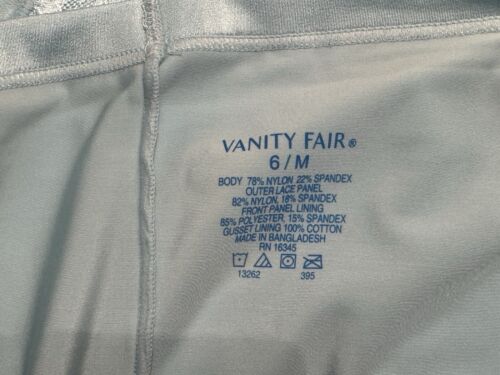 VANITY FAIR®
6/M
BODY 78% NYLON 22% SPANDEX
OUTER LACE PANEL
82% NYLON, 18% SPANDEX
FRONT PANEL LINING
85% POLYESTER, 15% SPANDEX
GUSSET LINING 100% COTTON
MADE IN BANGLADESH
RN 16345
13262 395